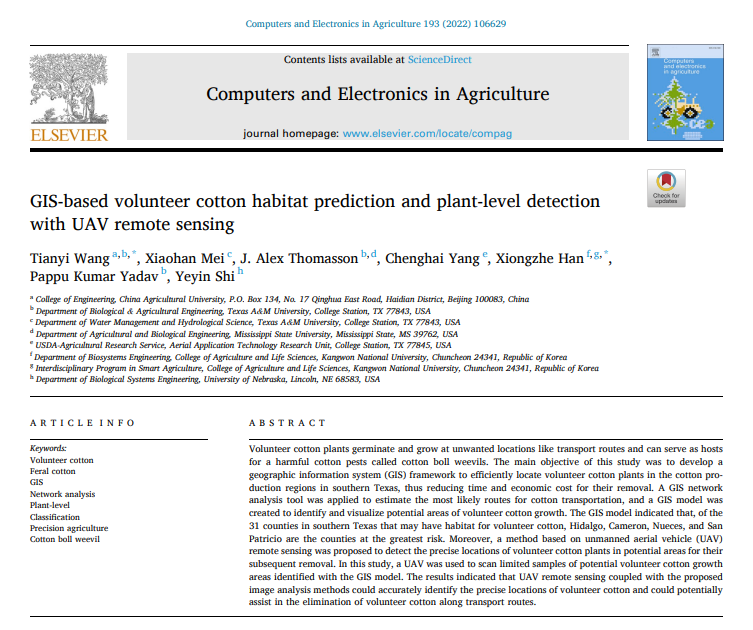 Computers and Electronics in Agriculture 193 (2022) 106629
Contents lists available at ScienceDirect
Computers and Electronics in Agriculture
journal homepage: www.elsevier.com/locate/compag
ELSEVIER
Computers
and electronics
in agriculture
Check for
updates
GIS-based volunteer cotton habitat prediction and plant-level detection
with UAV remote sensing
Tianyi Wang a,b,*, Xiaohan Mei c, J. Alex Thomasson b,d, Chenghai Yang e, Xiongzhe Han f,g,*,
Pappu Kumar Yadav b, Yeyin Shi h
a College of Engineering, China Agricultural University, P.O. Box 134, No. 17 Qinghua East Road, Haidian District, Beijing 100083, China
b Department of Biological & Agricultural Engineering, Texas A&M University, College Station, TX 77843, USA
c Department of Water Management and Hydrological Science, Texas A&M University, College Station, TX 77843, USA
d Department of Agricultural and Biological Engineering, Mississippi State University, Mississippi State, MS 39762, USA
e USDA-Agricultural Research Service, Aerial Application Technology Research Unit, College Station, TX 77845, USA
f Department of Biosystems Engineering, College of Agriculture and Life Sciences, Kangwon National University, Chuncheon 24341, Republic of Korea
g Interdisciplinary Program in Smart Agriculture, College of Agriculture and Life Sciences, Kangwon National University, Chuncheon 24341, Republic of Korea
h Department of Biological Systems Engineering, University of Nebraska, Lincoln, NE 68583, USA
ARTICLE INFO
Keywords:
Volunteer cotton
Feral cotton
GIS
Network analysis
Plant-level
Classification
Precision agriculture
Cotton boll weevil
ABSTRACT
Volunteer cotton plants germinate and grow at unwanted locations like transport routes and can serve as hosts
for a harmful cotton pests called cotton boll weevils. The main objective of this study was to develop a
geographic information system (GIS) framework to efficiently locate volunteer cotton plants in the cotton pro-
duction regions in southern Texas, thus reducing time and economic cost for their removal. A GIS network
analysis tool was applied to estimate the most likely routes for cotton transportation, and a GIS model was
created to identify and visualize potential areas of volunteer cotton growth. The GIS model indicated that, of the
31 counties in southern Texas that may have habitat for volunteer cotton, Hidalgo, Cameron, Nueces, and San
Patricio are the counties at the greatest risk. Moreover, a method based on unmanned aerial vehicle (UAV)
remote sensing was proposed to detect the precise locations of volunteer cotton plants in potential areas for their
subsequent removal. In this study, a UAV was used to scan limited samples of potential volunteer cotton growth
areas identified with the GIS model. The results indicated that UAV remote sensing coupled with the proposed
image analysis methods could accurately identify the precise locations of volunteer cotton and could potentially
assist in the elimination of volunteer cotton along transport routes.